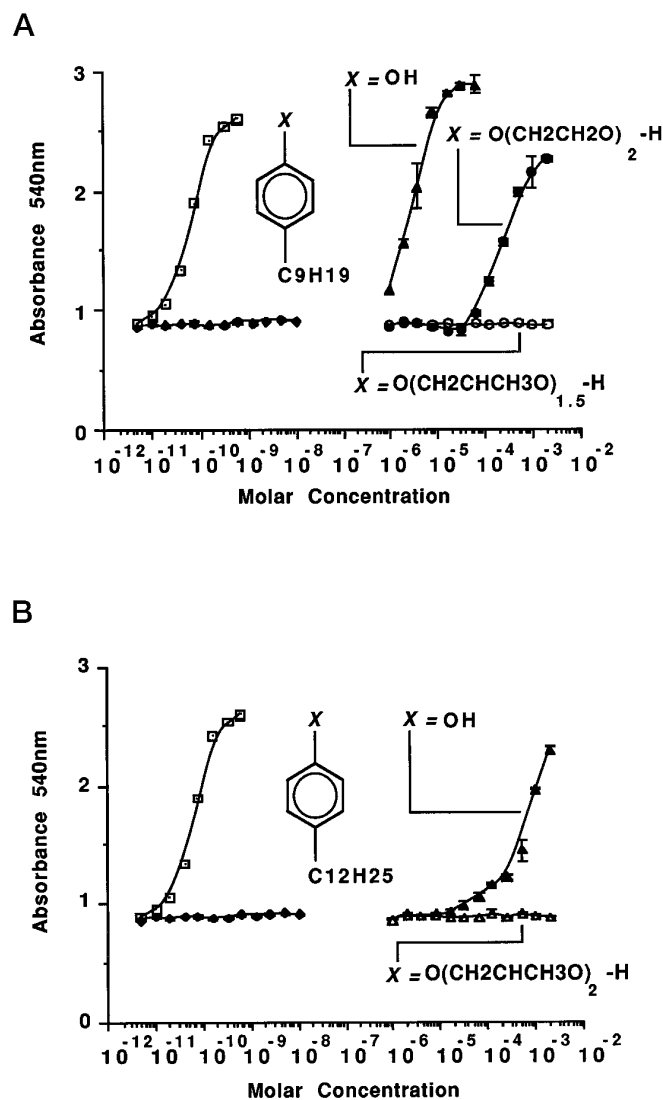 A
3
2
1
0
Absorbance 540nm
X
C9H19
X = OH
X = O(CH2CH2O)2-H
X = O(CH2CHCH3O)1.5-H
10-12 10-11 10-10 10-9 10-8 10-7 10-6 10-5 10-4 10-3 10-2
Molar Concentration
B
3
2
1
0
Absorbance 540nm
X
C12H25
X = OH
X = O(CH2CHCH3O)2-H
10-12 10-11 10-10 10-9 10-8 10-7 10-6 10-5 10-4 10-3 10-2
Molar Concentration